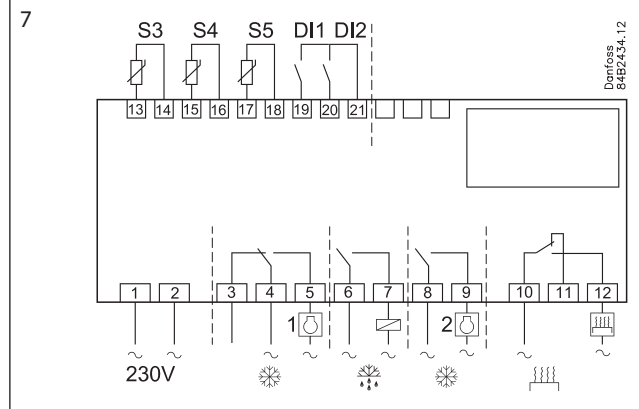 7
S3 S4 S5 DI1 DI2
Danfoss
84B2434.12
13 14 15 16 17 18 19 20 21
1 2 3 4 5 6 7 8 9 10 11 12
1 2
~ ~ ~ ~ ~ ~ ~ ~ ~ ~
230V